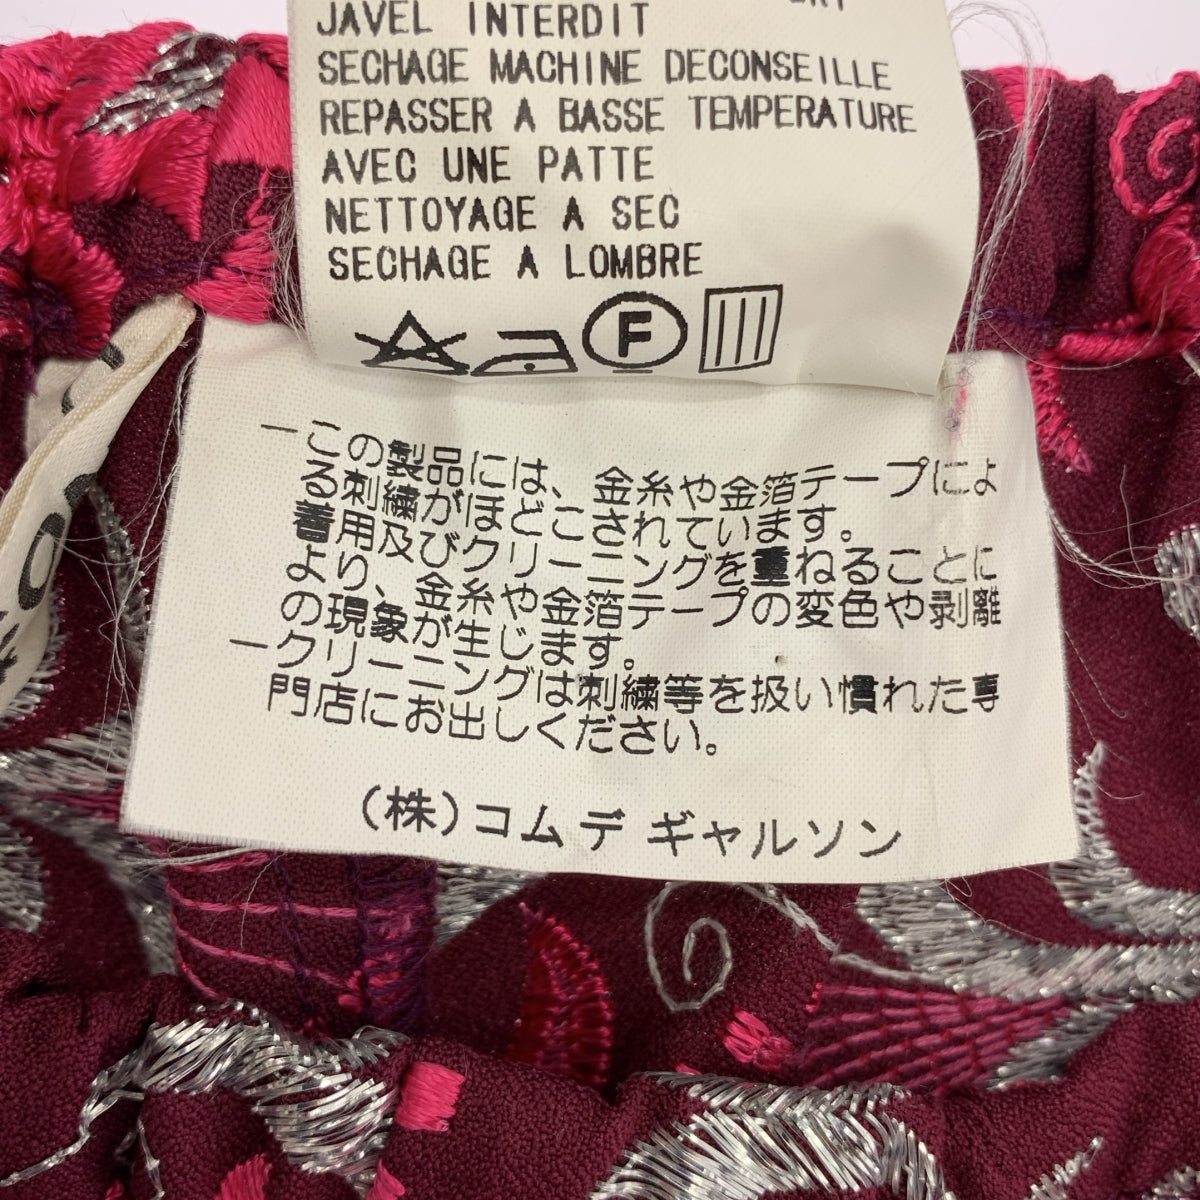 JAVEL INTERDIT
SECHAGE MACHINE DECONSEILLE
REPASSER A BASSE TEMPERATURE
AVEC UNE PATTE
NETTOYAGE A SEC
SECHAGE A LOMBRE
F
ーこの製品には、金糸や金箔テープによ
る刺繍がほどこされています。
着用及びクリーニングを重ねることに
より、金糸や金箔テープの変色や剥離
の現象が生じます。
ークリーニングは刺繍等を扱い慣れた専
門店にお出しください。
(株)コム デ ギャルソン